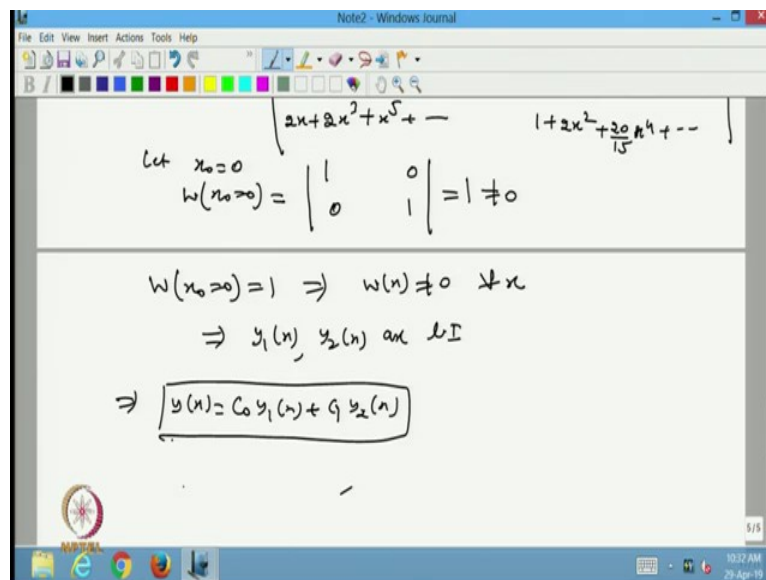 Note2 - Windows Journal
File Edit View Insert Actions Tools Help
B I
2x+2x³+x⁵+ — 1+2x²+20/15 x⁴+ --
Let x₀=0
W(x₀=0) = | 1 0 | = 1 ≠ 0
| 0 1 |
W(x₀=0) = 1 ⇒ W(x) ≠ 0 ∀ x
⇒ y₁(x), y₂(x) are LI
⇒ y(x) = C₀ y₁(x) + C₁ y₂(x)
5/5
NPTEL
10:32 AM
29-Apr-19